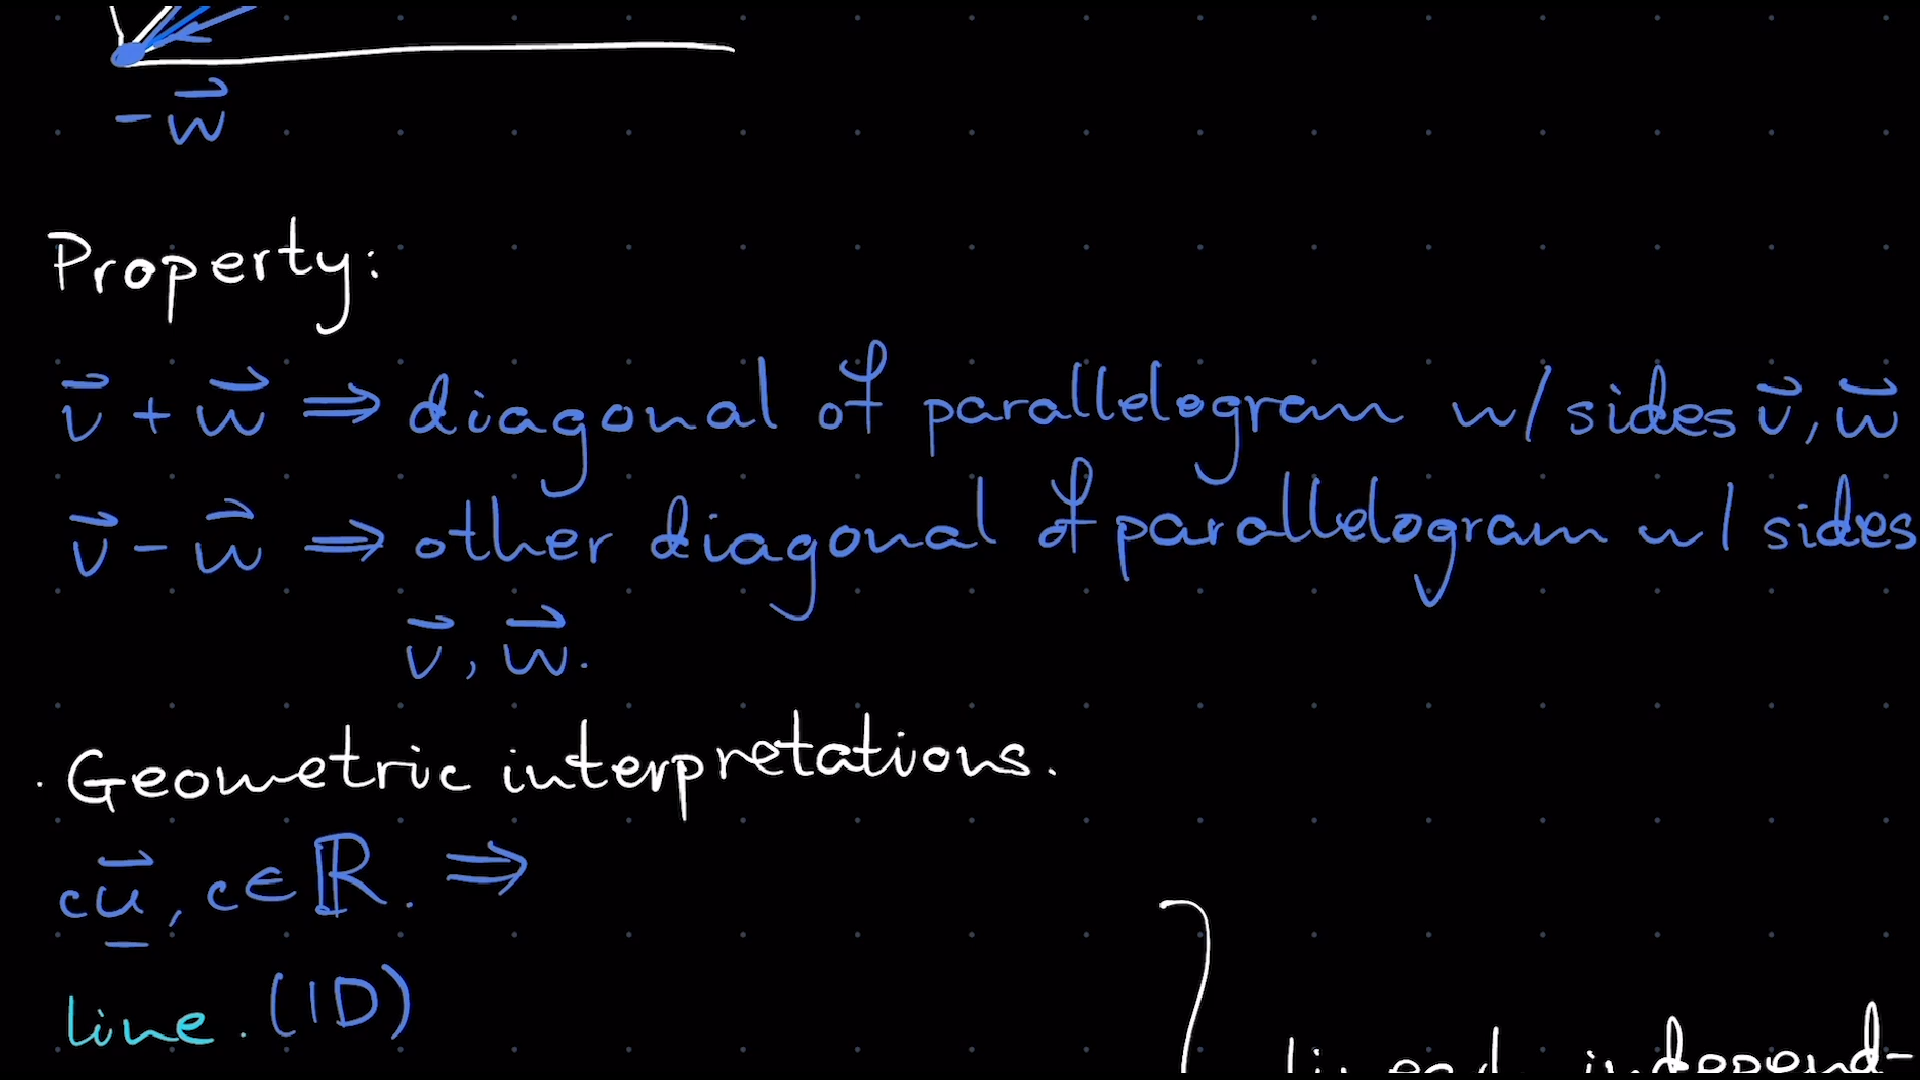 -w⃗
Property:
v⃗ + w⃗ ⇒ diagonal of parallelogram w/ sides v⃗, w⃗
v⃗ - w⃗ ⇒ other diagonal of parallelogram w/ sides
v⃗, w⃗.
· Geometric interpretations.
cu⃗, c∈ℝ. ⇒
line. (1D)